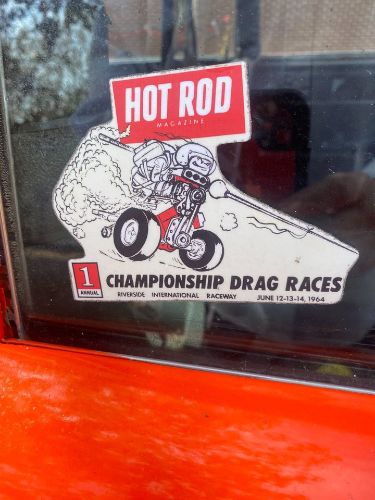 HOT ROD
MAGAZINE
1
ANNUAL
CHAMPIONSHIP DRAG RACES
RIVERSIDE INTERNATIONAL RACEWAY JUNE 12-13-14, 1964